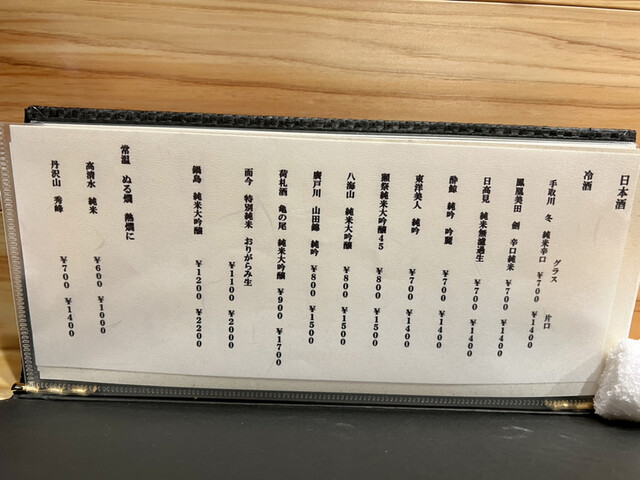 日本酒
冷酒
グラス 片口
手取川 冬 純米辛口 ¥700 ¥1400
鳳凰美田 劔 辛口純米 ¥700 ¥1400
日高見 純米無濾過生 ¥700 ¥1400
酔鯨 純吟 吟麗 ¥700 ¥1400
東洋美人 純吟 ¥700 ¥1400
獺祭純米大吟醸45 ¥800 ¥1500
八海山 純米大吟醸 ¥800 ¥1500
廣戸川 山田錦 純吟 ¥800 ¥1500
荷札酒 亀の尾 純米大吟醸 ¥900 ¥1700
而今 特別純米 おりがらみ生 ¥1100 ¥2000
鍋島 純米大吟醸 ¥1200 ¥2200
常温 ぬる燗 熱燗に
高清水 純米 ¥600 ¥1000
丹沢山 秀峰 ¥700 ¥1400